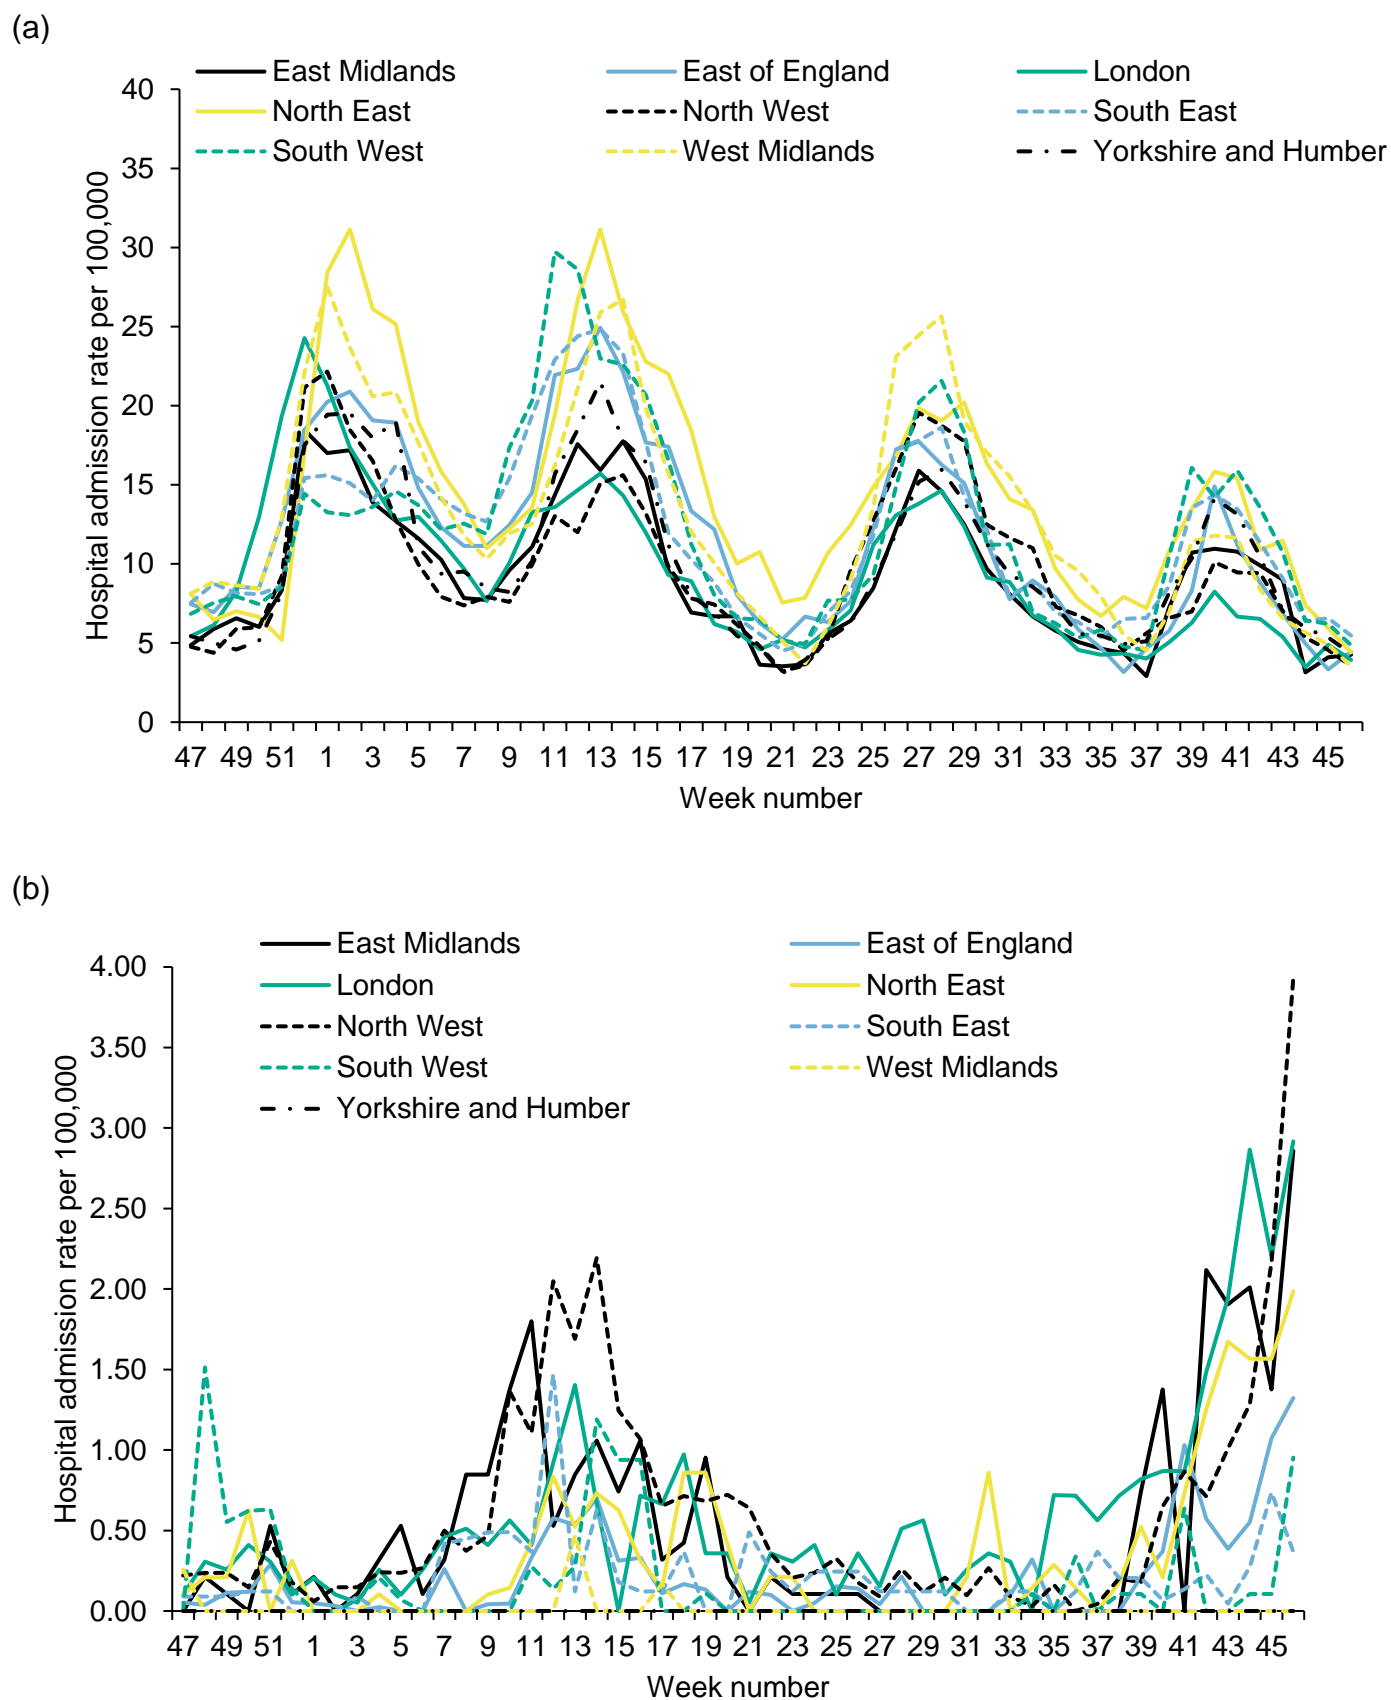 (a)
East Midlands East of England London
North East North West South East
South West West Midlands Yorkshire and Humber
Hospital admission rate per 100,000
40
35
30
25
20
15
10
5
0
47 49 51 1 3 5 7 9 11 13 15 17 19 21 23 25 27 29 31 33 35 37 39 41 43 45
Week number
(b)
East Midlands East of England
London North East
North West South East
South West West Midlands
Yorkshire and Humber
Hospital admission rate per 100,000
4.00
3.50
3.00
2.50
2.00
1.50
1.00
0.50
0.00
47 49 51 1 3 5 7 9 11 13 15 17 19 21 23 25 27 29 31 33 35 37 39 41 43 45
Week number